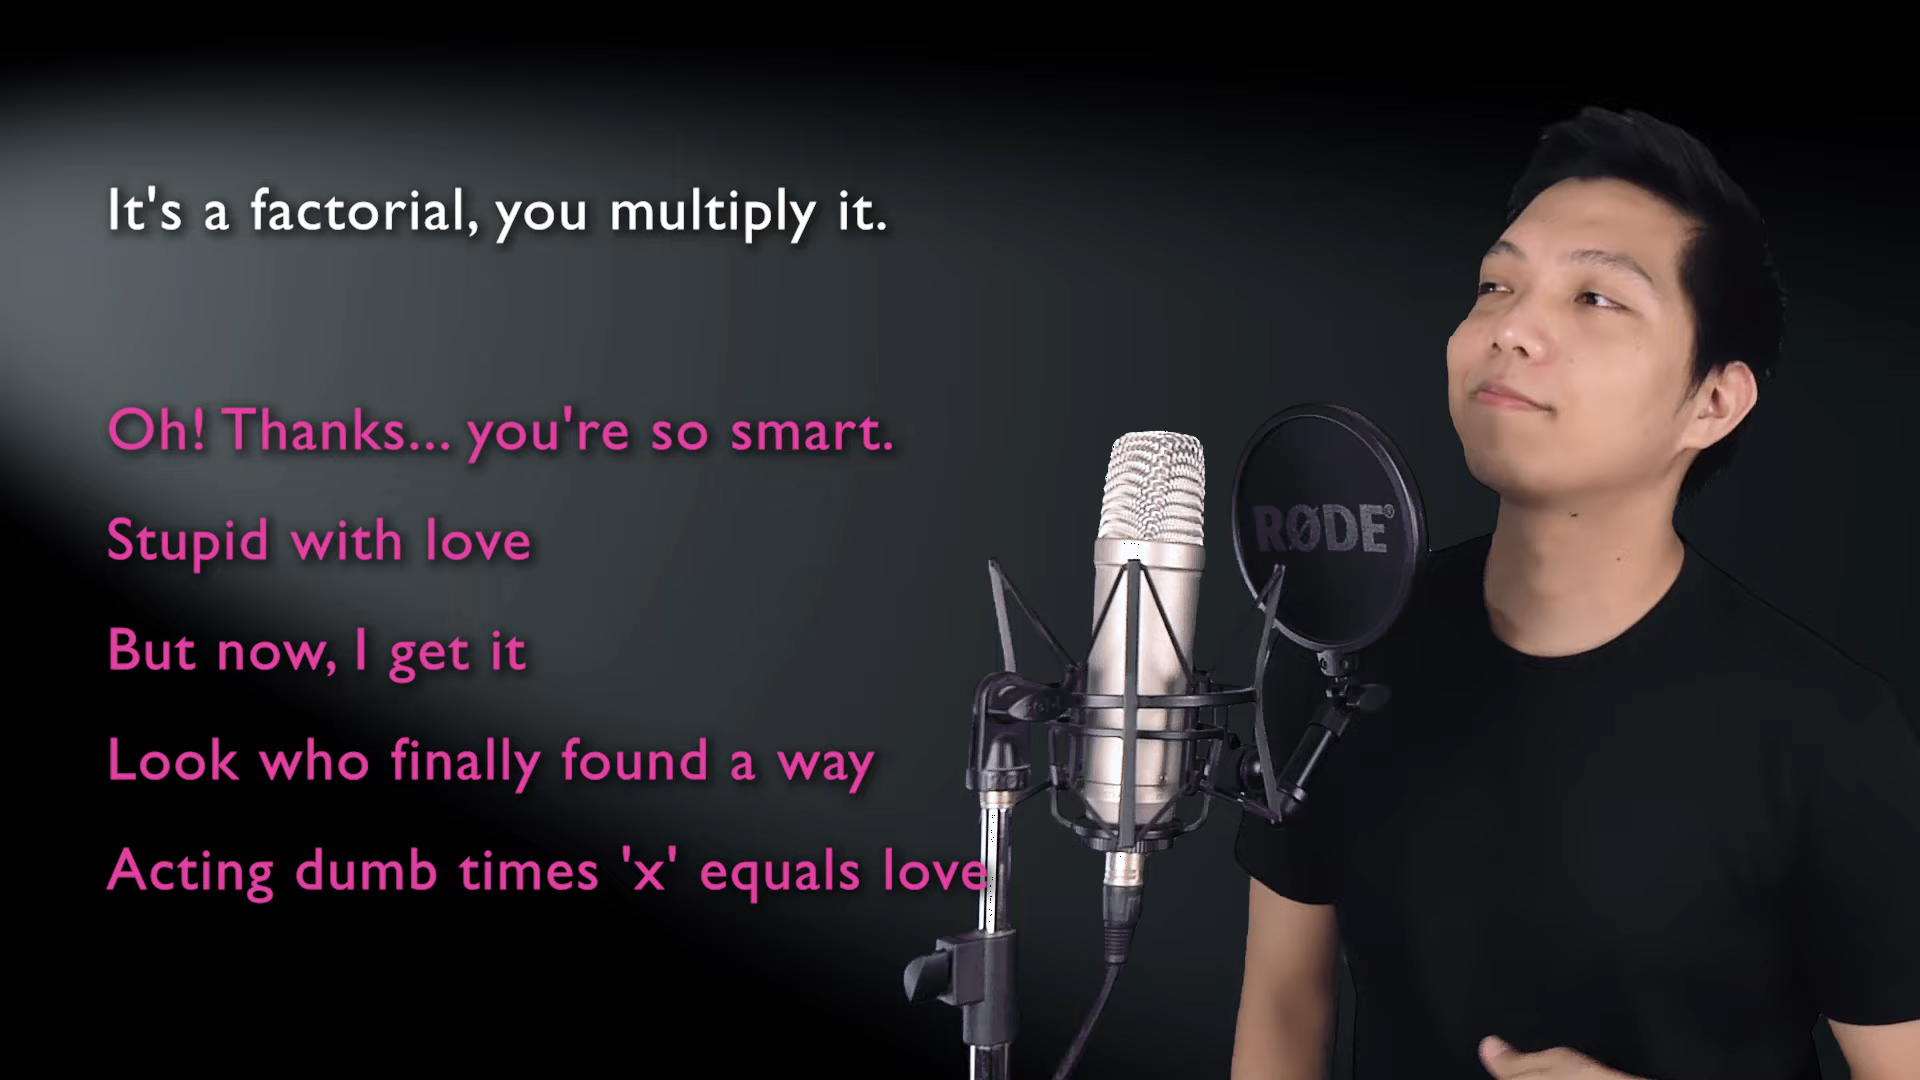 It's a factorial, you multiply it.
Oh! Thanks... you're so smart.
Stupid with love
But now, I get it
Look who finally found a way
Acting dumb times 'x' equals love
RØDE®